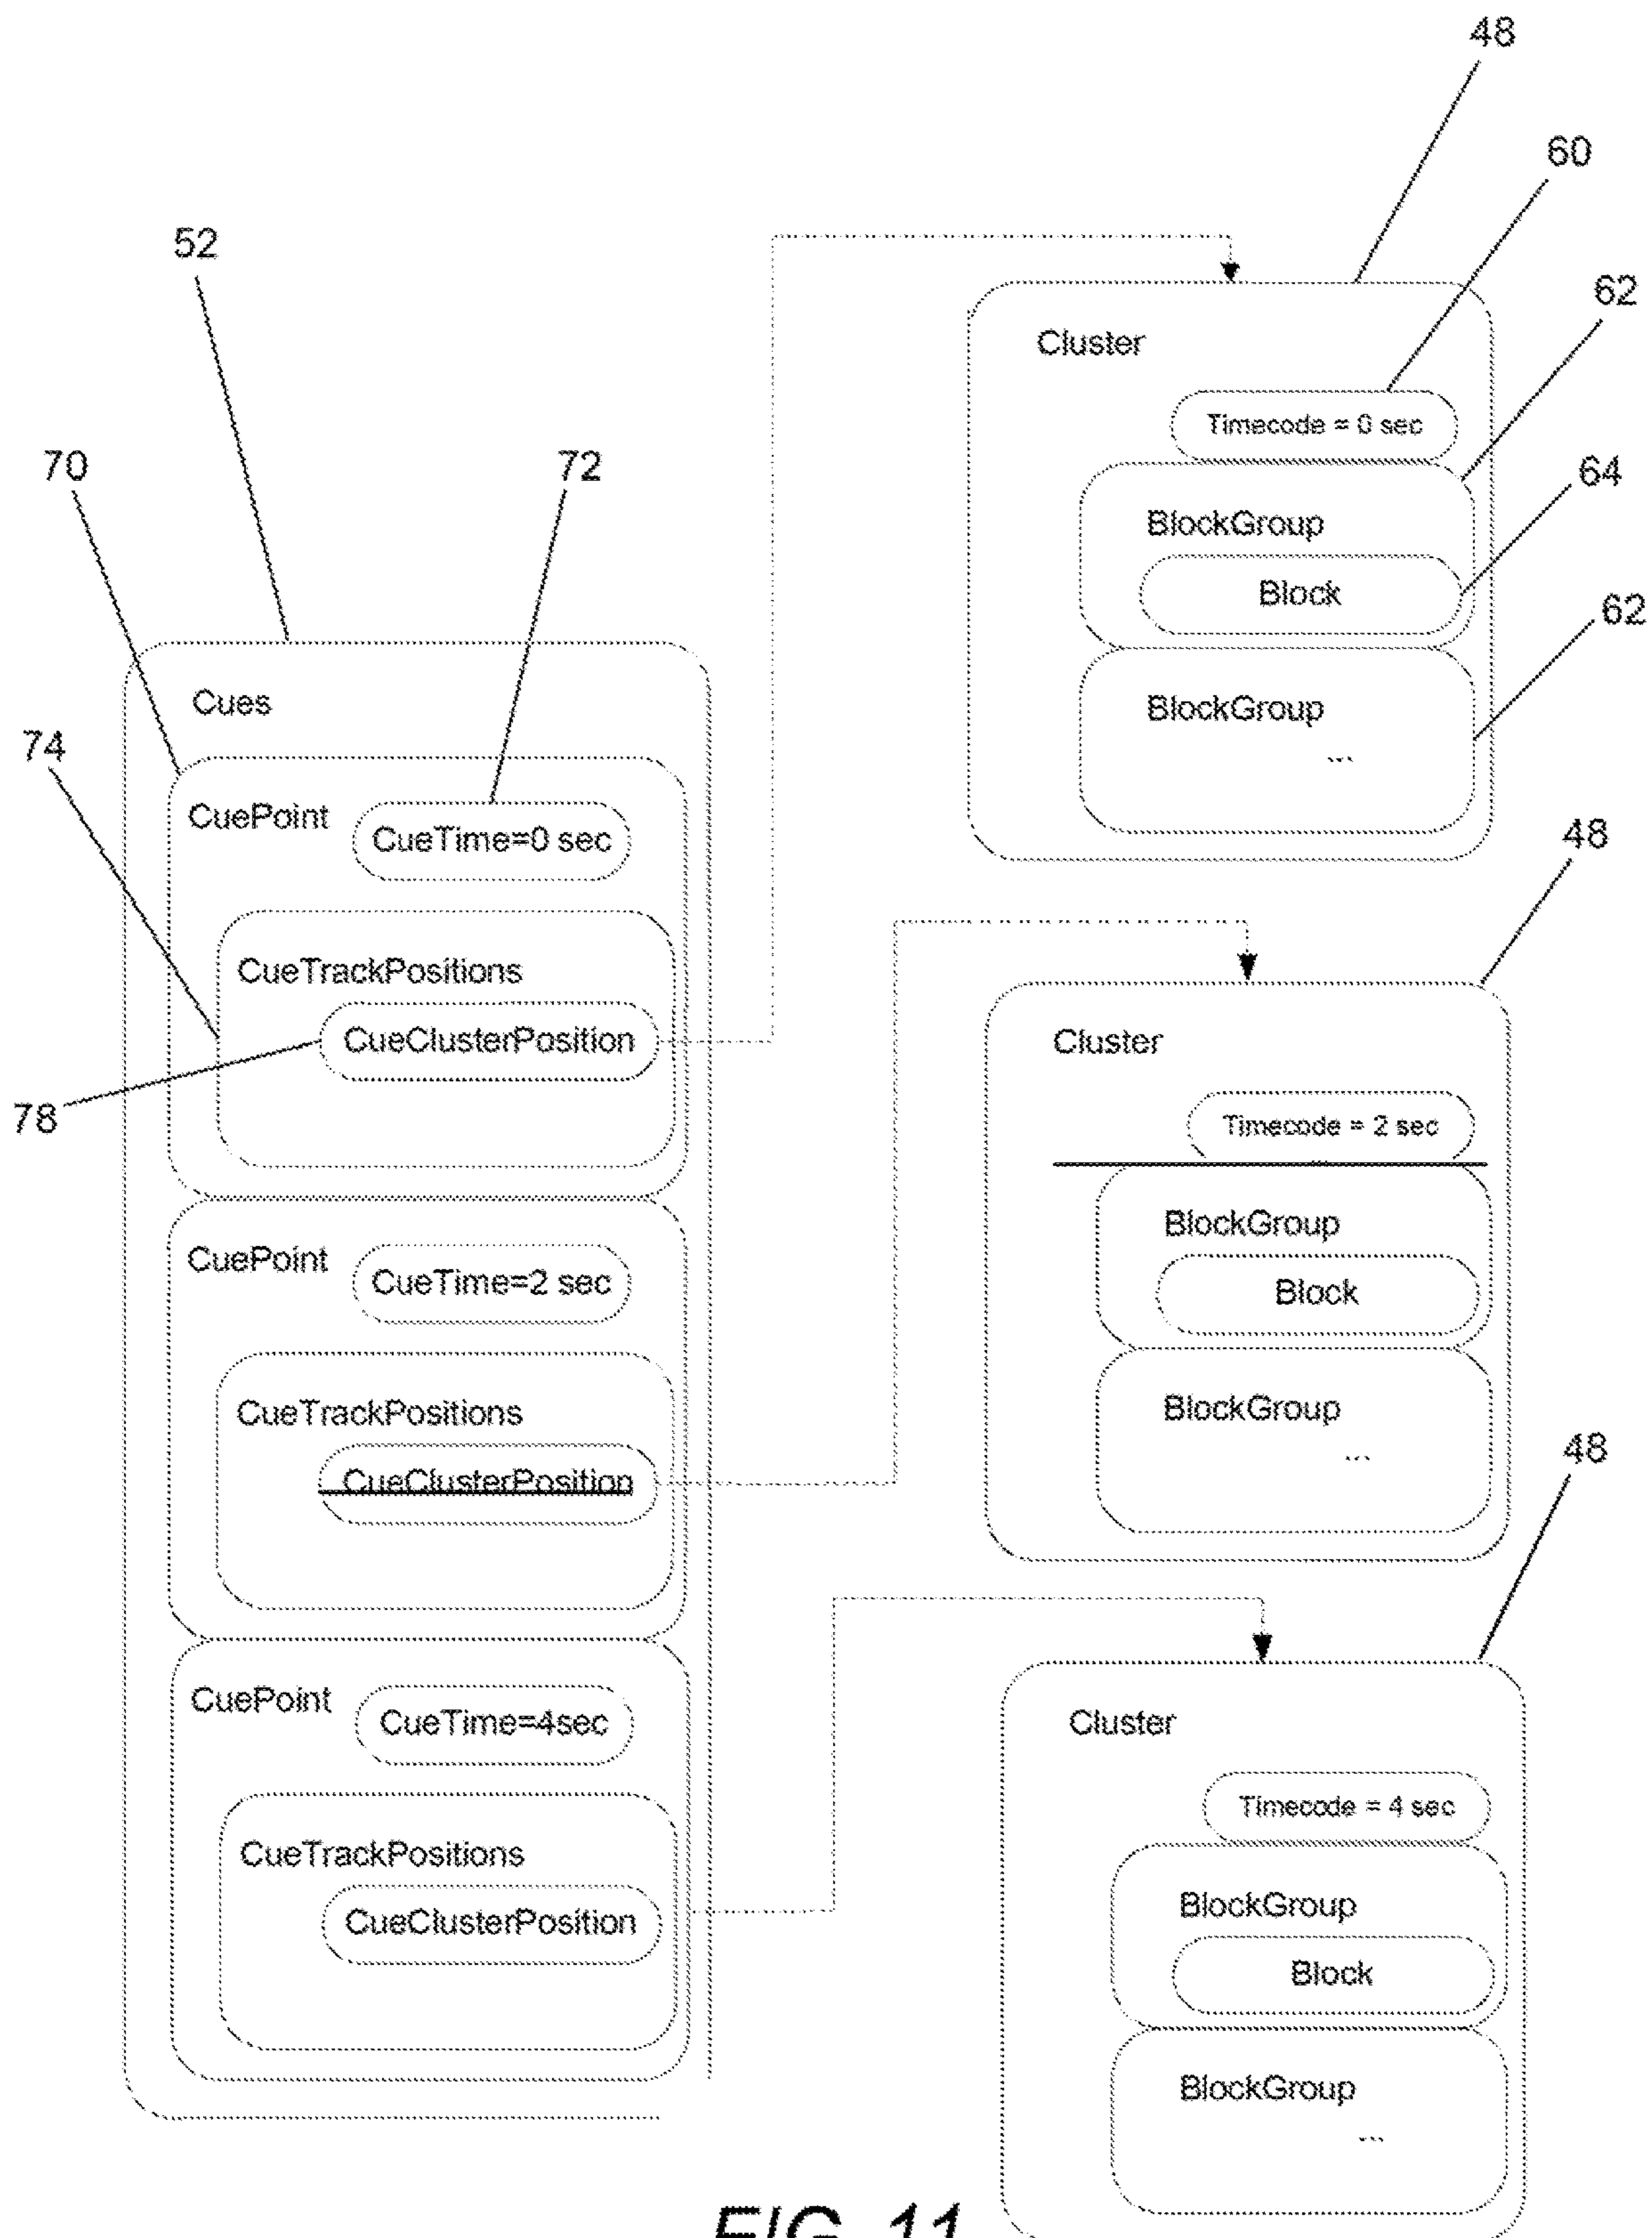 48
60
52
62
Cluster
Timecode = 0 sec
70
72
64
BlockGroup
Block
62
Cues
BlockGroup
74
...
CuePoint
CueTime=0 sec
48
CueTrackPositions
CueClusterPosition
Cluster
78
Timecode = 2 sec
BlockGroup
CuePoint
CueTime=2 sec
Block
CueTrackPositions
BlockGroup
...
48
CueClusterPosition
CuePoint
CueTime=4sec
Cluster
Timecode = 4 sec
CueTrackPositions
BlockGroup
CueClusterPosition
Block
BlockGroup
...
FIG. 11